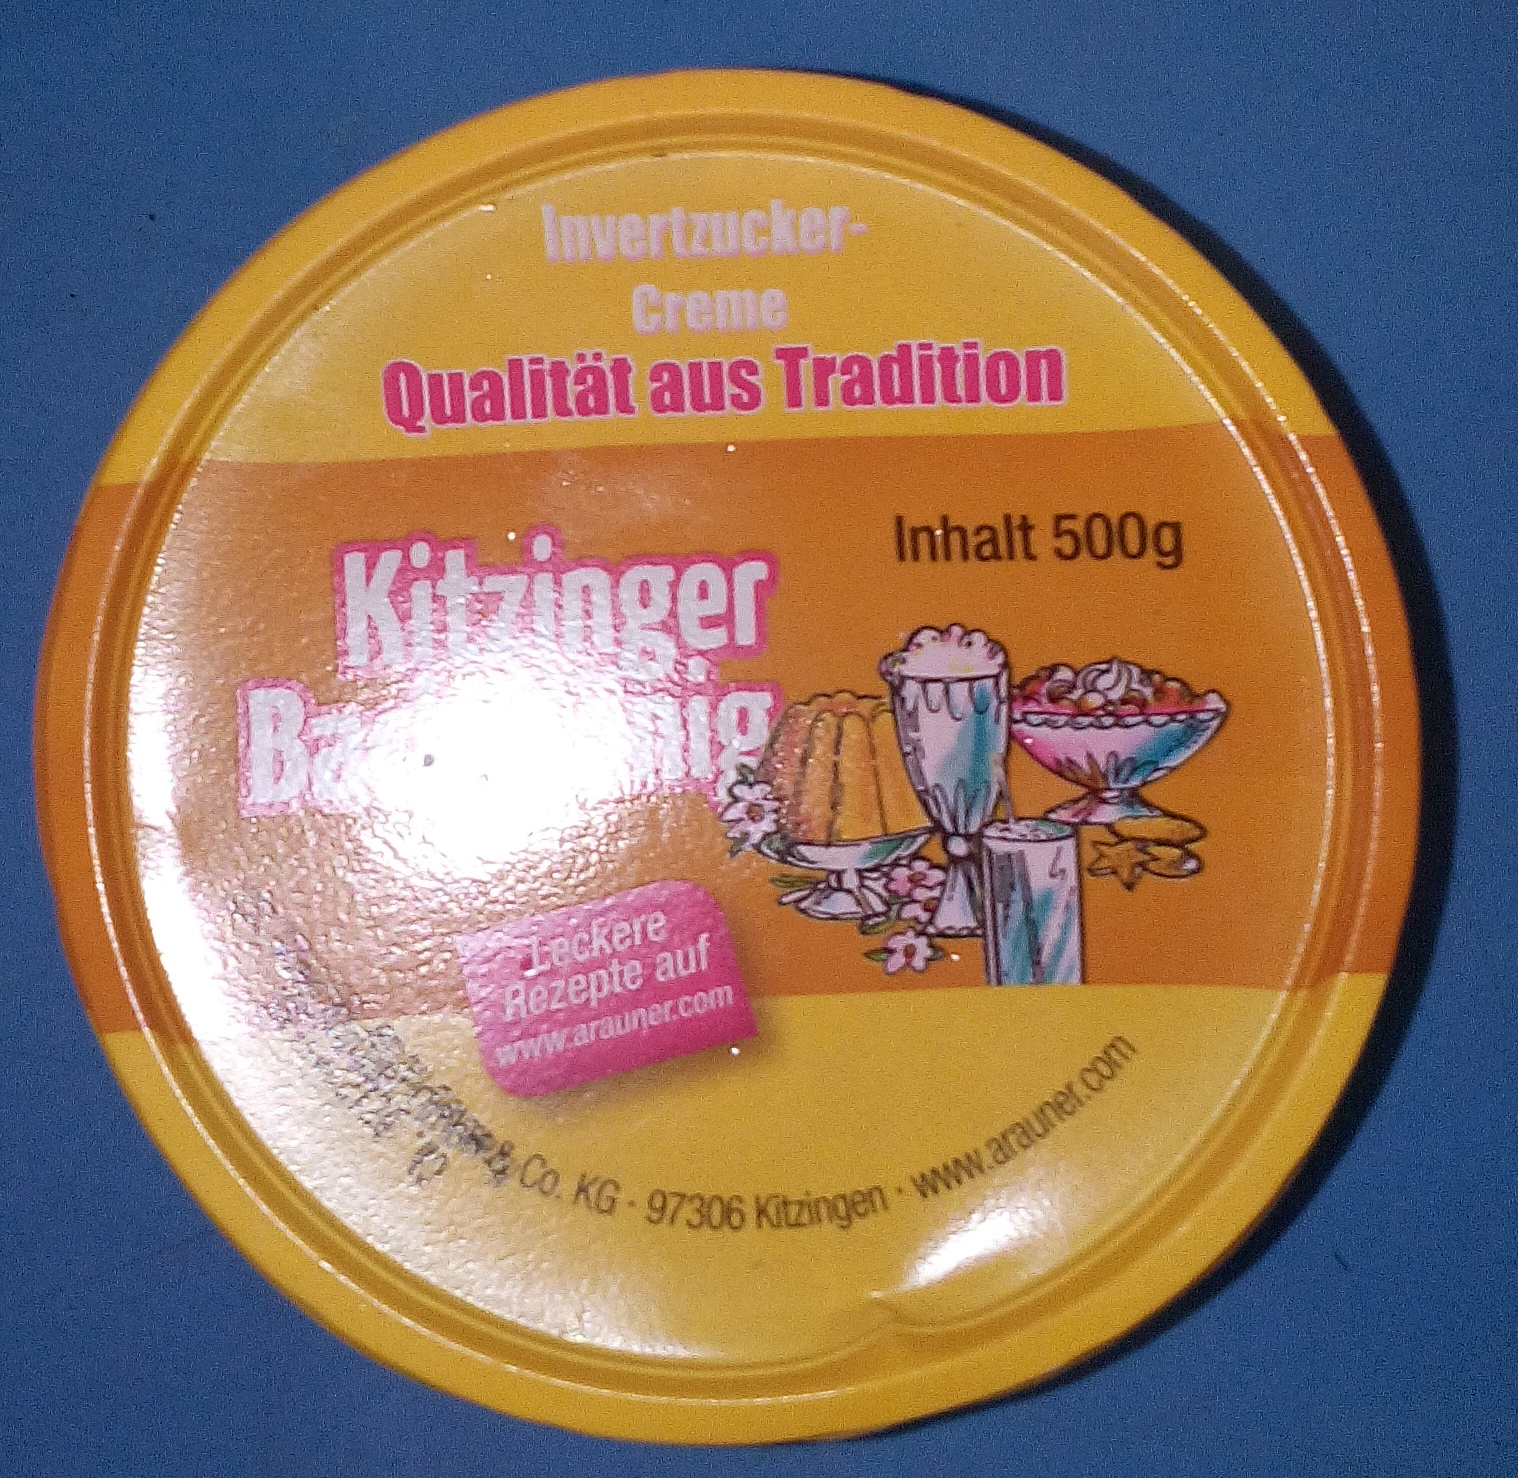 Invertzucker-
Creme
Qualität aus Tradition
Inhalt 500g
Kitzinger
Leckere
Rezepte auf
www.arauner.com
& Co. KG · 97306 Kitzingen · www.arauner.com